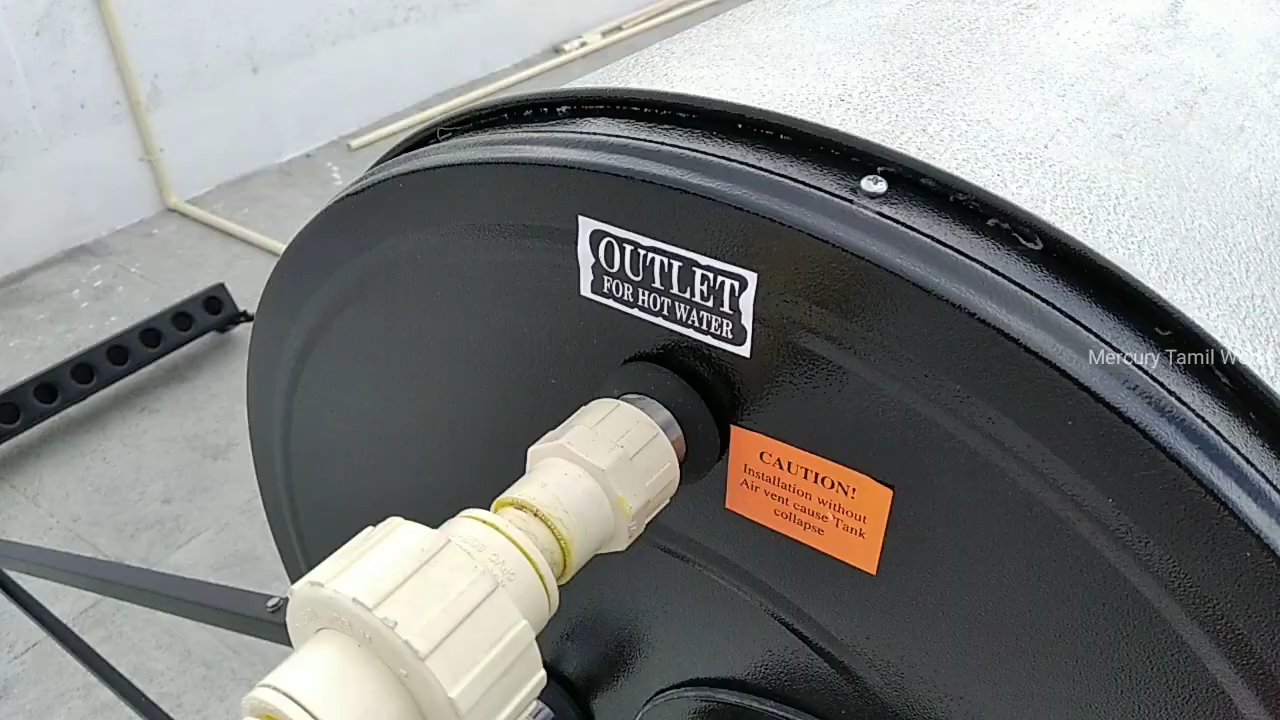 OUTLET
FOR HOT WATER
Mercury Tamil
CAUTION!
Installation without
Air vent cause Tank
collapse